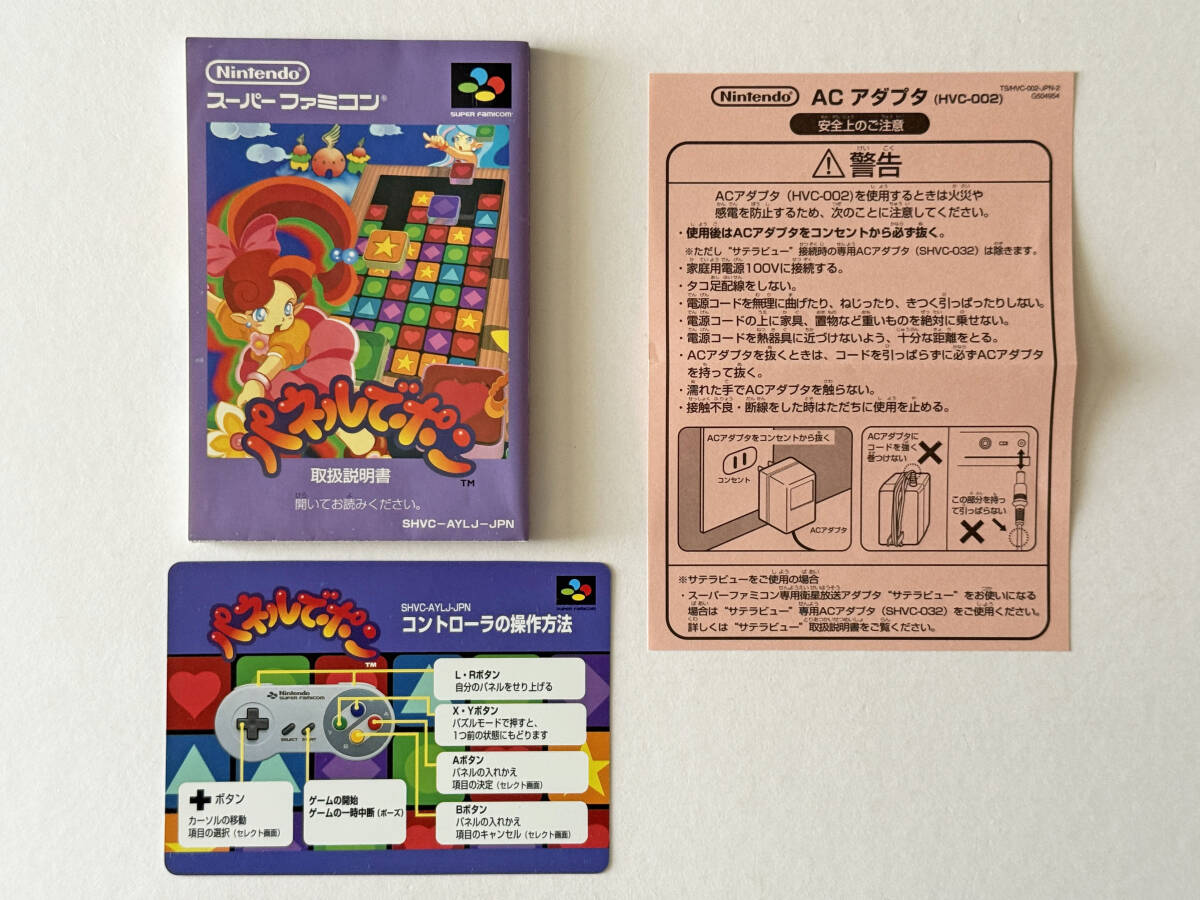 Nintendo®
スーパーファミコン®
SUPER FAMICOM®
パネルでポン
TM
取扱説明書
開いてお読みください。
SHVC-AYLJ-JPN
TS/HVC-002-JPN-2
G504954
Nintendo® ACアダプタ (HVC-002)
安全上のご注意
警告
ACアダプタ(HVC-002)を使用するときは火災や
感電を防止するため、次のことに注意してください。
・使用後はACアダプタをコンセントから必ず抜く。
※ただし“サテラビュー”接続時の専用ACアダプタ(SHVC-032)は除きます。
・家庭用電源100Vに接続する。
・タコ足配線をしない。
・電源コードを無理に曲げたり、ねじったり、きつく引っぱったりしない。
・電源コードの上に家具、置物など重いものを絶対に乗せない。
・電源コードを熱器具に近づけないよう、十分な距離をとる。
・ACアダプタを抜くときは、コードを引っぱらずに必ずACアダプタ
を持って抜く。
・濡れた手でACアダプタを触らない。
・接触不良・断線をした時はただちに使用を止める。
ACアダプタをコンセントから抜く
コンセント
ACアダプタ
ACアダプタに
コードを強く
巻つけない
この部分を持っ
て引っぱらない
※サテラビューをご使用の場合
・スーパーファミコン専用衛星放送アダプタ“サテラビュー”をお使いになる
場合は“サテラビュー”専用ACアダプタ(SHVC-032)をご使用ください。
詳しくは“サテラビュー”取扱説明書をご覧ください。
パネルでポン
TM
SHVC-AYLJ-JPN
コントローラの操作方法
SUPER FAMICOM
Nintendo
SUPER FAMICOM
SELECT START
X
Y
A
B
L・Rボタン
自分のパネルをせり上げる
X・Yボタン
パズルモードで押すと、
1つ前の状態にもどります
Aボタン
パネルの入れかえ
項目の決定(セレクト画面)
Bボタン
パネルの入れかえ
項目のキャンセル(セレクト画面)
✚ボタン
カーソルの移動
項目の選択(セレクト画面)
ゲームの開始
ゲームの一時中断(ポーズ)